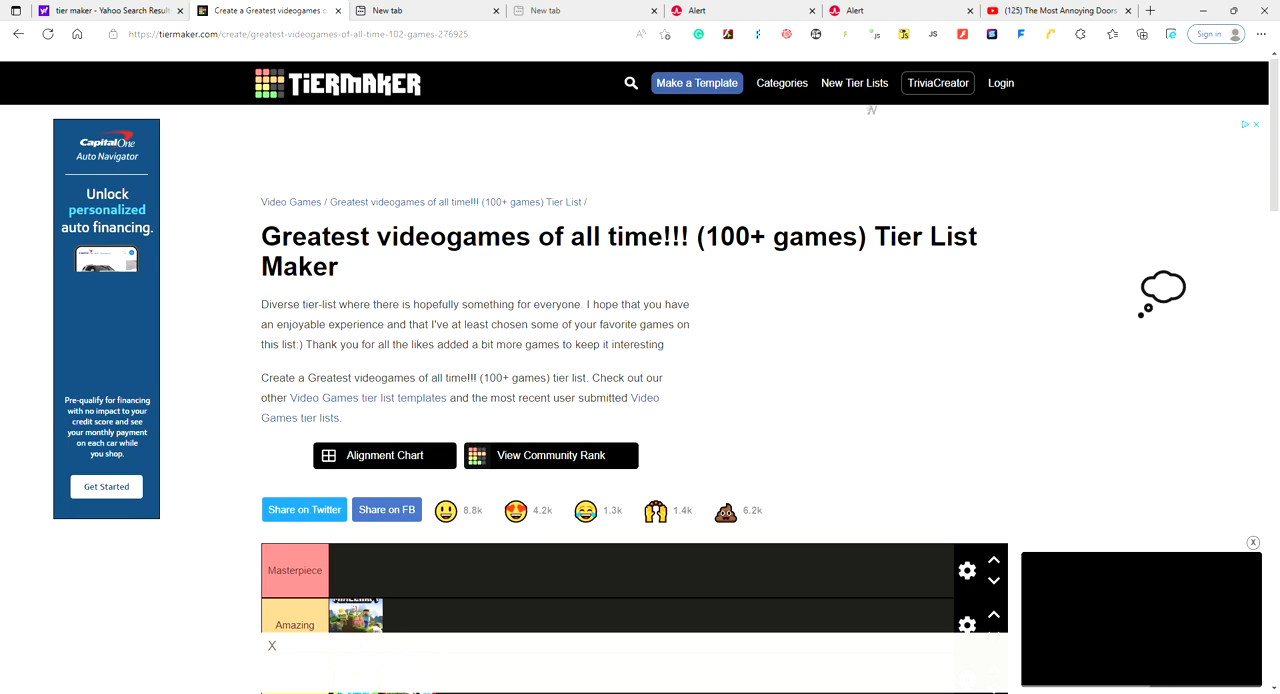 tier maker - Yahoo Search Result
Create a Greatest videogames o
New tab
New tab
Alert
Alert
(125) The Most Annoying Doors
https://tiermaker.com/create/greatest-videogames-of-all-time-102-games-276925
Sign in
TIERMAKER
Make a Template
Categories
New Tier Lists
TriviaCreator
Login
Capital One
Auto Navigator
Unlock
personalized
auto financing.
Pre-qualify for financing
with no impact to your
credit score and see
your monthly payment
on each car while
you shop.
Get Started
Video Games / Greatest videogames of all time!!! (100+ games) Tier List /
Greatest videogames of all time!!! (100+ games) Tier List
Maker
Diverse tier-list where there is hopefully something for everyone. I hope that you have
an enjoyable experience and that I've at least chosen some of your favorite games on
this list:) Thank you for all the likes added a bit more games to keep it interesting
Create a Greatest videogames of all time!!! (100+ games) tier list. Check out our
other Video Games tier list templates and the most recent user submitted Video
Games tier lists.
Alignment Chart
View Community Rank
Share on Twitter
Share on FB
8.8k
4.2k
1.3k
1.4k
6.2k
Masterpiece
Amazing
MINECRAFT
X
X